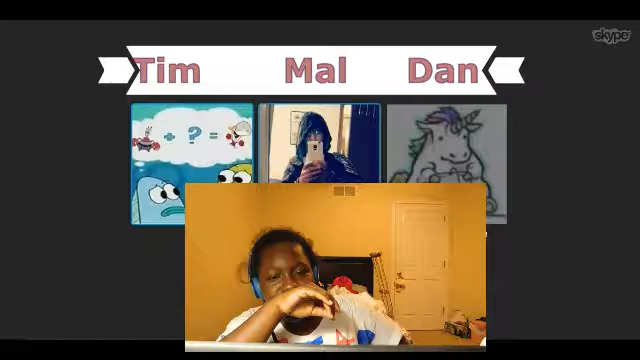 skype
Tim Mal Dan
+ ? =